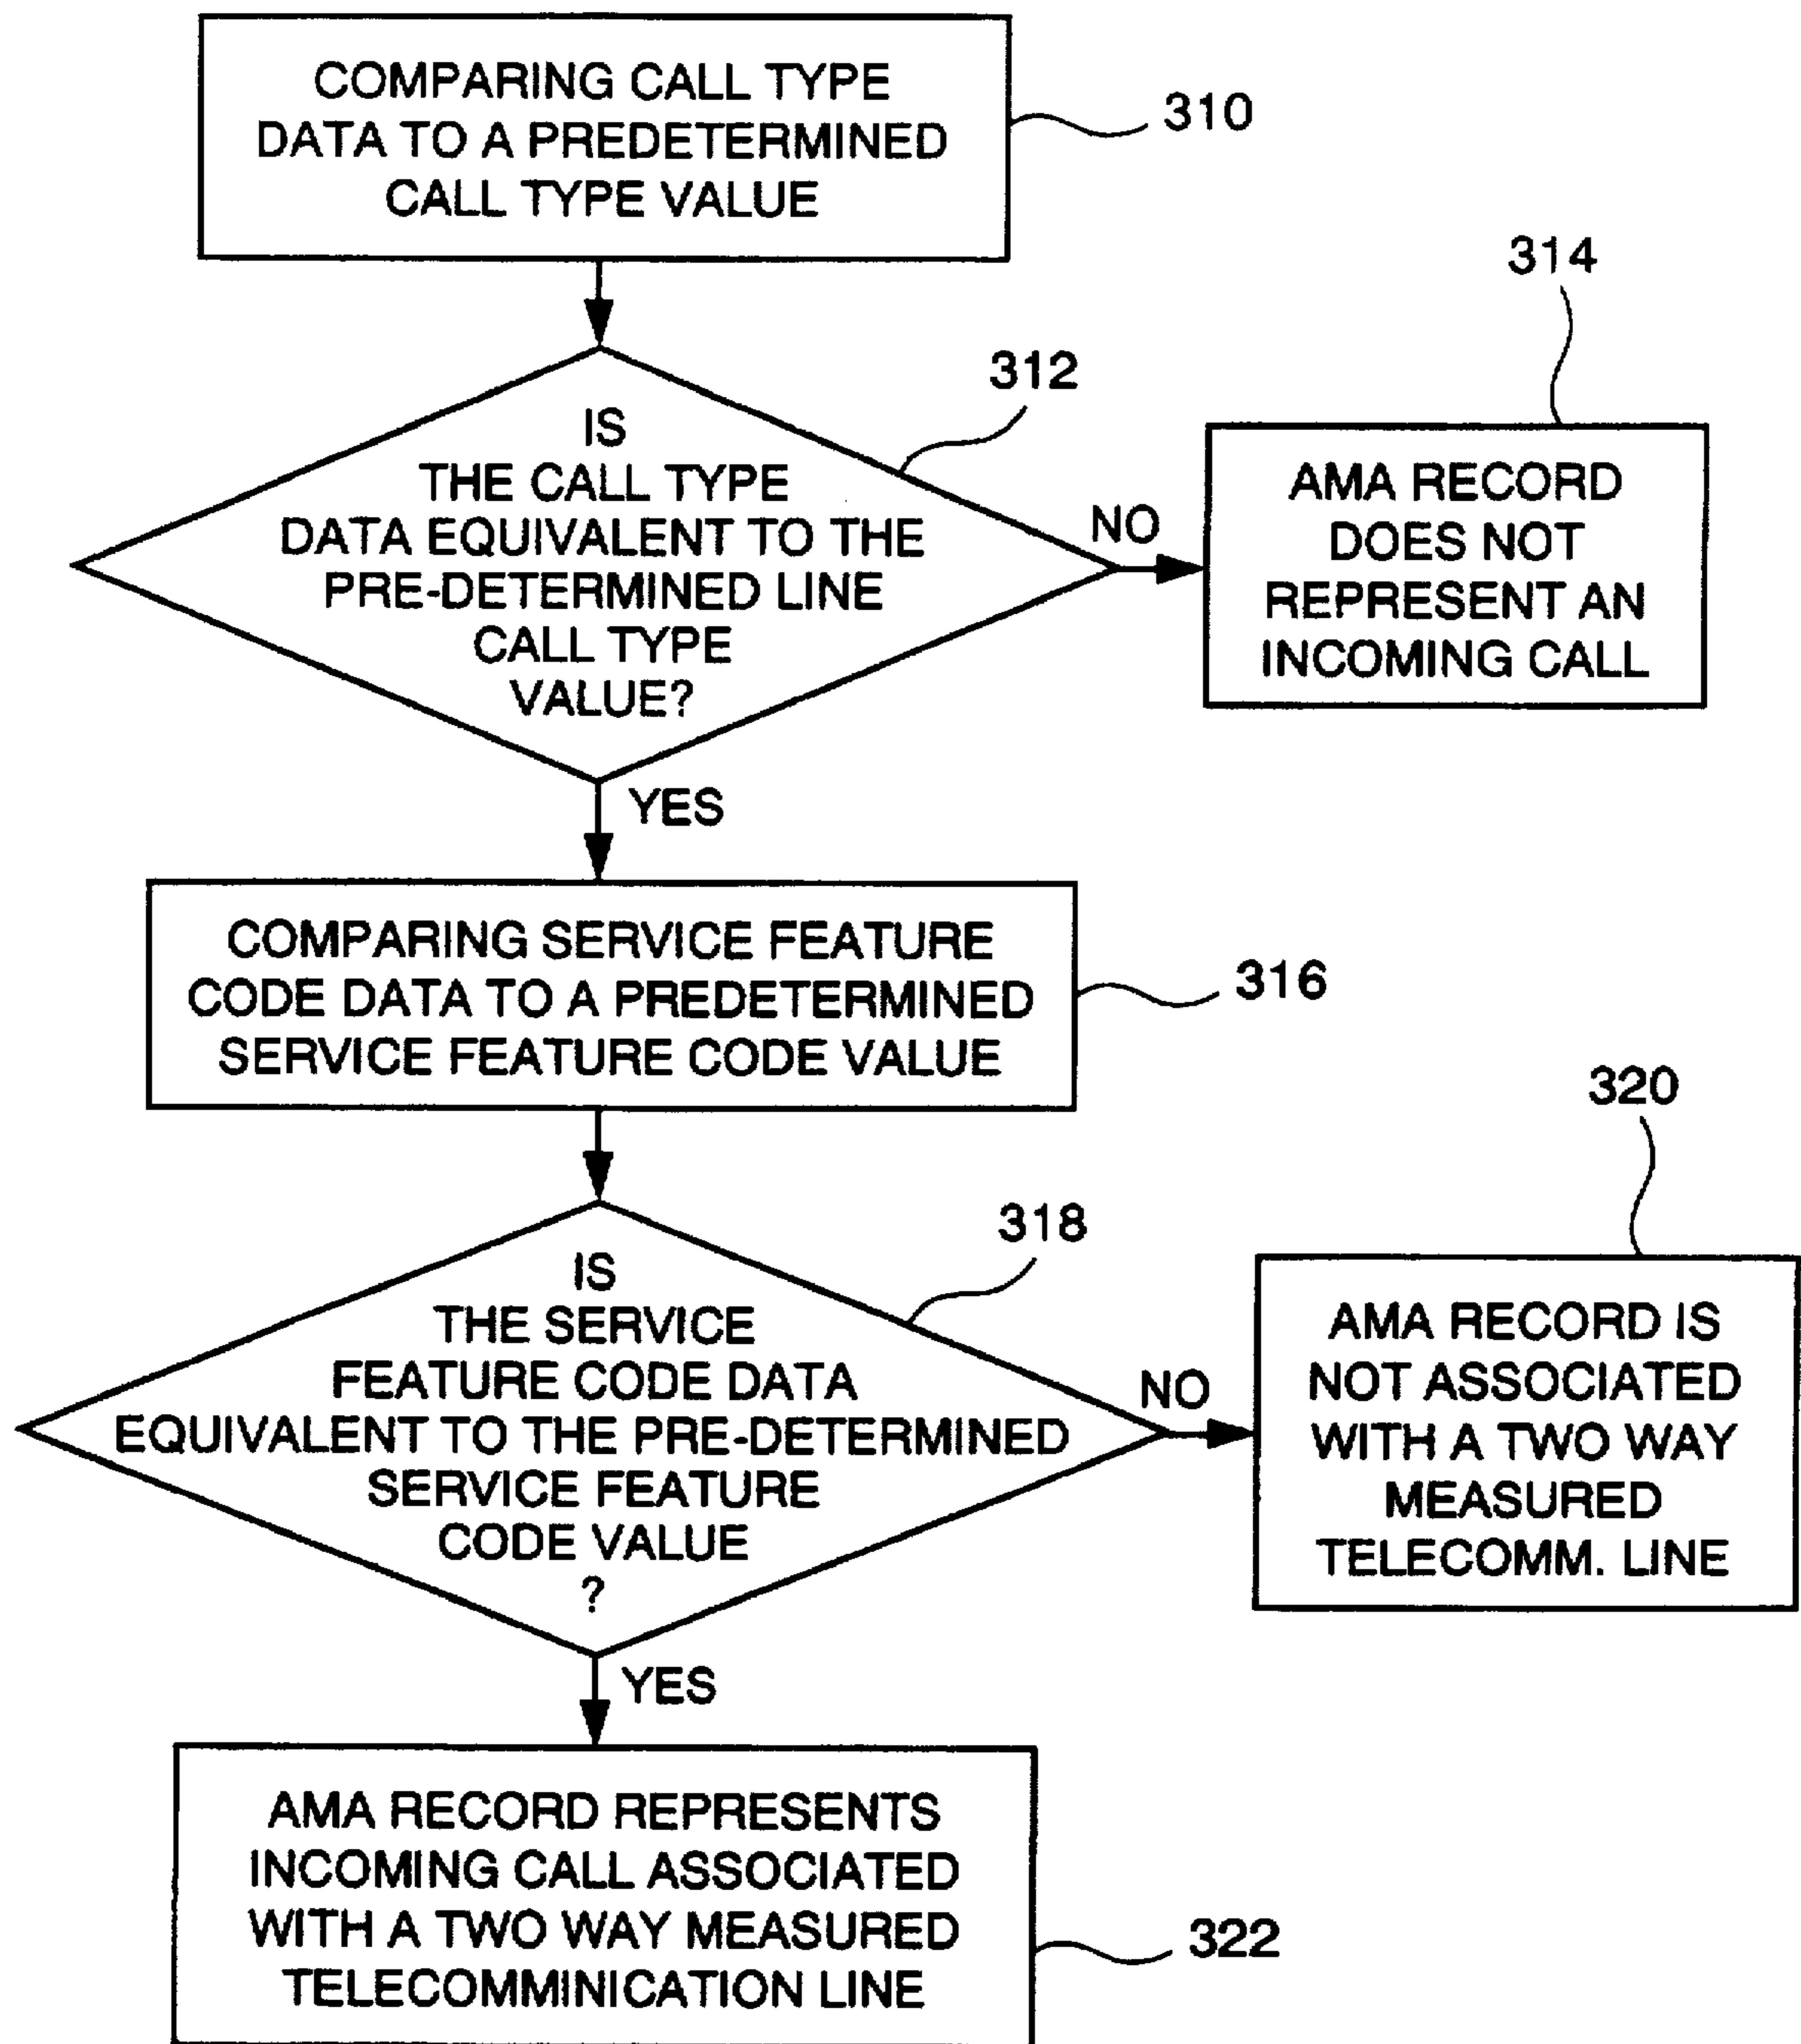 COMPARING CALL TYPE
DATA TO A PREDETERMINED
CALL TYPE VALUE
310
314
312
IS
THE CALL TYPE
DATA EQUIVALENT TO THE
PRE-DETERMINED LINE
CALL TYPE
VALUE?
NO
AMA RECORD
DOES NOT
REPRESENT AN
INCOMING CALL
YES
COMPARING SERVICE FEATURE
CODE DATA TO A PREDETERMINED
SERVICE FEATURE CODE VALUE
316
320
318
IS
THE SERVICE
FEATURE CODE DATA
EQUIVALENT TO THE PRE-DETERMINED
SERVICE FEATURE
CODE VALUE
?
NO
AMA RECORD IS
NOT ASSOCIATED
WITH A TWO WAY
MEASURED
TELECOMM. LINE
YES
AMA RECORD REPRESENTS
INCOMING CALL ASSOCIATED
WITH A TWO WAY MEASURED
TELECOMMINICATION LINE
322